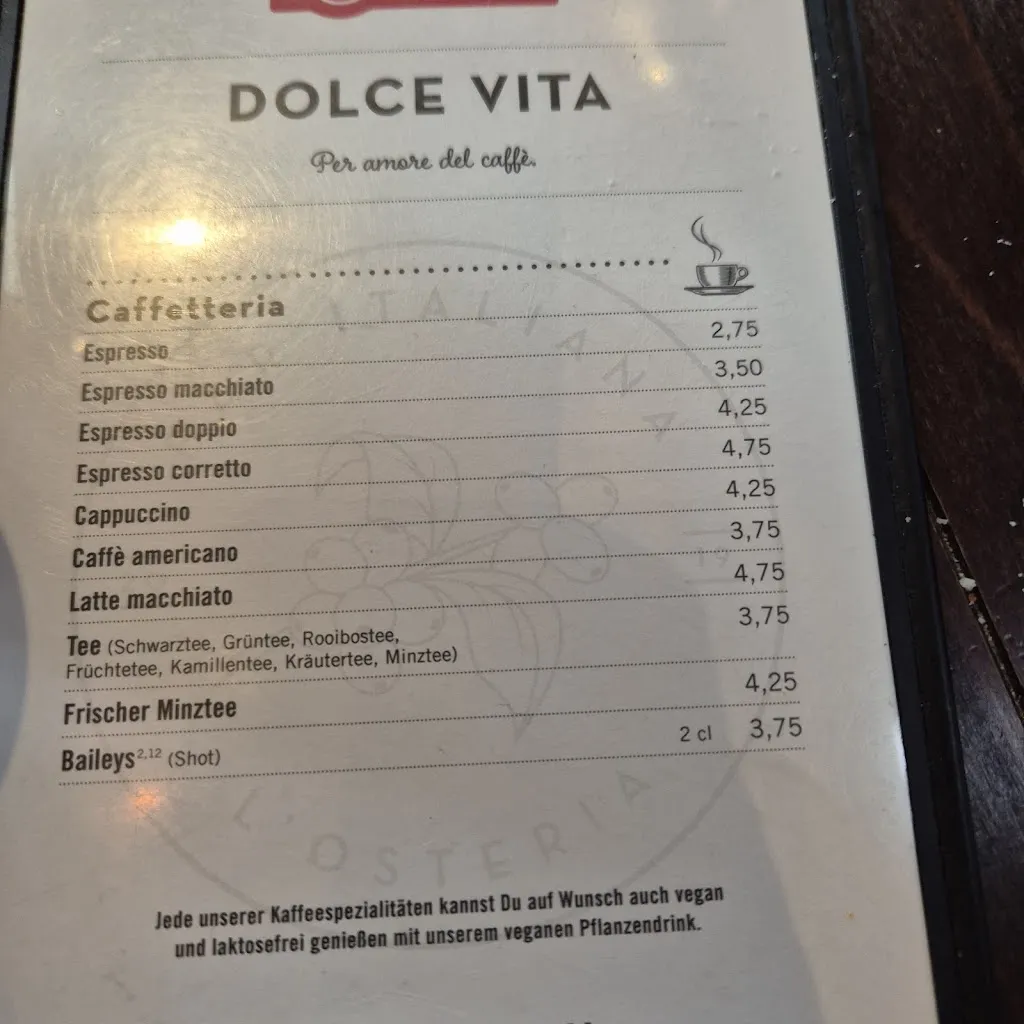 DOLCE VITA
Per amore del caffè.
Caffetteria
Espresso 2,75
Espresso macchiato 3,50
Espresso doppio 4,25
Espresso corretto 4,75
Cappuccino 4,25
Caffè americano 3,75
Latte macchiato 4,75
Tee (Schwarztee, Grüntee, Rooibostee, 3,75
Früchtetee, Kamillentee, Kräutertee, Minztee)
Frischer Minztee 4,25
Baileys2,12 (Shot) 2 cl 3,75
ITALIANA
L'OSTERIA
Jede unserer Kaffeespezialitäten kannst Du auf Wunsch auch vegan
und laktosefrei genießen mit unserem veganen Pflanzendrink.